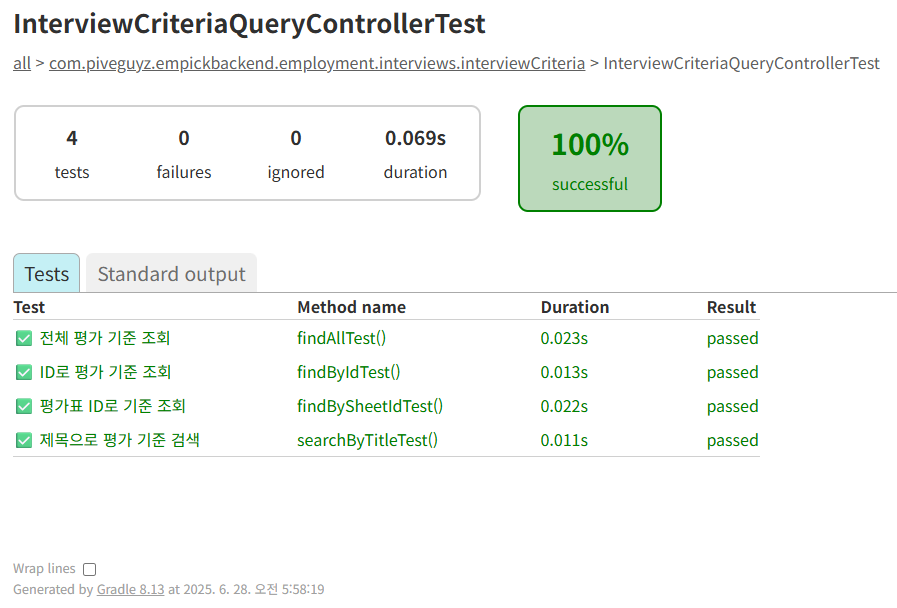 InterviewCriteriaQueryControllerTest
all > com.piveguyz.empickbackend.employment.interviews.interviewCriteria > InterviewCriteriaQueryControllerTest
4 0 0 0.069s
tests failures ignored duration
100%
successful
Tests Standard output
Test Method name Duration Result
✅ 전체 평가 기준 조회 findAllTest() 0.023s passed
✅ ID로 평가 기준 조회 findByIdTest() 0.013s passed
✅ 평가표 ID로 기준 조회 findBySheetIdTest() 0.022s passed
✅ 제목으로 평가 기준 검색 searchByTitleTest() 0.011s passed
Wrap lines
Generated by Gradle 8.13 at 2025. 6. 28. 오전 5:58:19